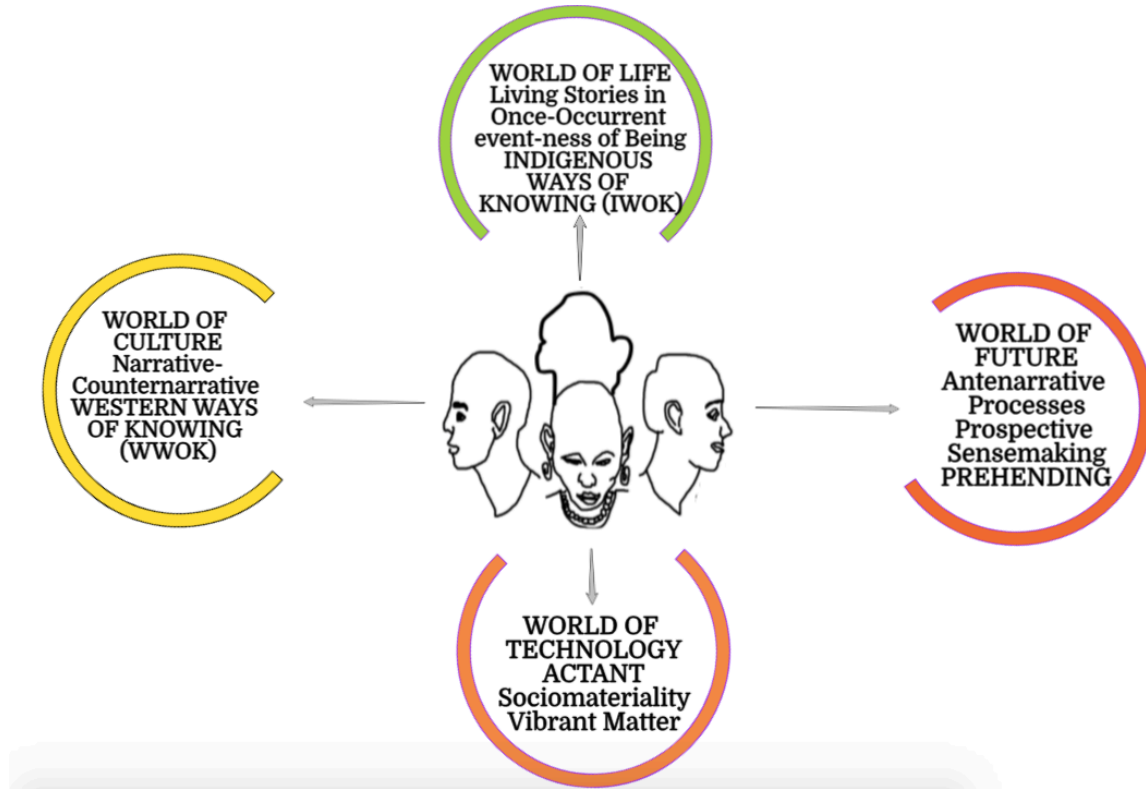 WORLD OF LIFE
Living Stories in
Once-Occurrent
event-ness of Being
INDIGENOUS
WAYS OF
KNOWING (IWOK)
WORLD OF
CULTURE
Narrative-
Counternarrative
WESTERN WAYS
OF KNOWING
(WWOK)
WORLD OF
FUTURE
Antenarrative
Processes
Prospective
Sensemaking
PREHENDING
WORLD OF
TECHNOLOGY
ACTANT
Sociomateriality
Vibrant Matter